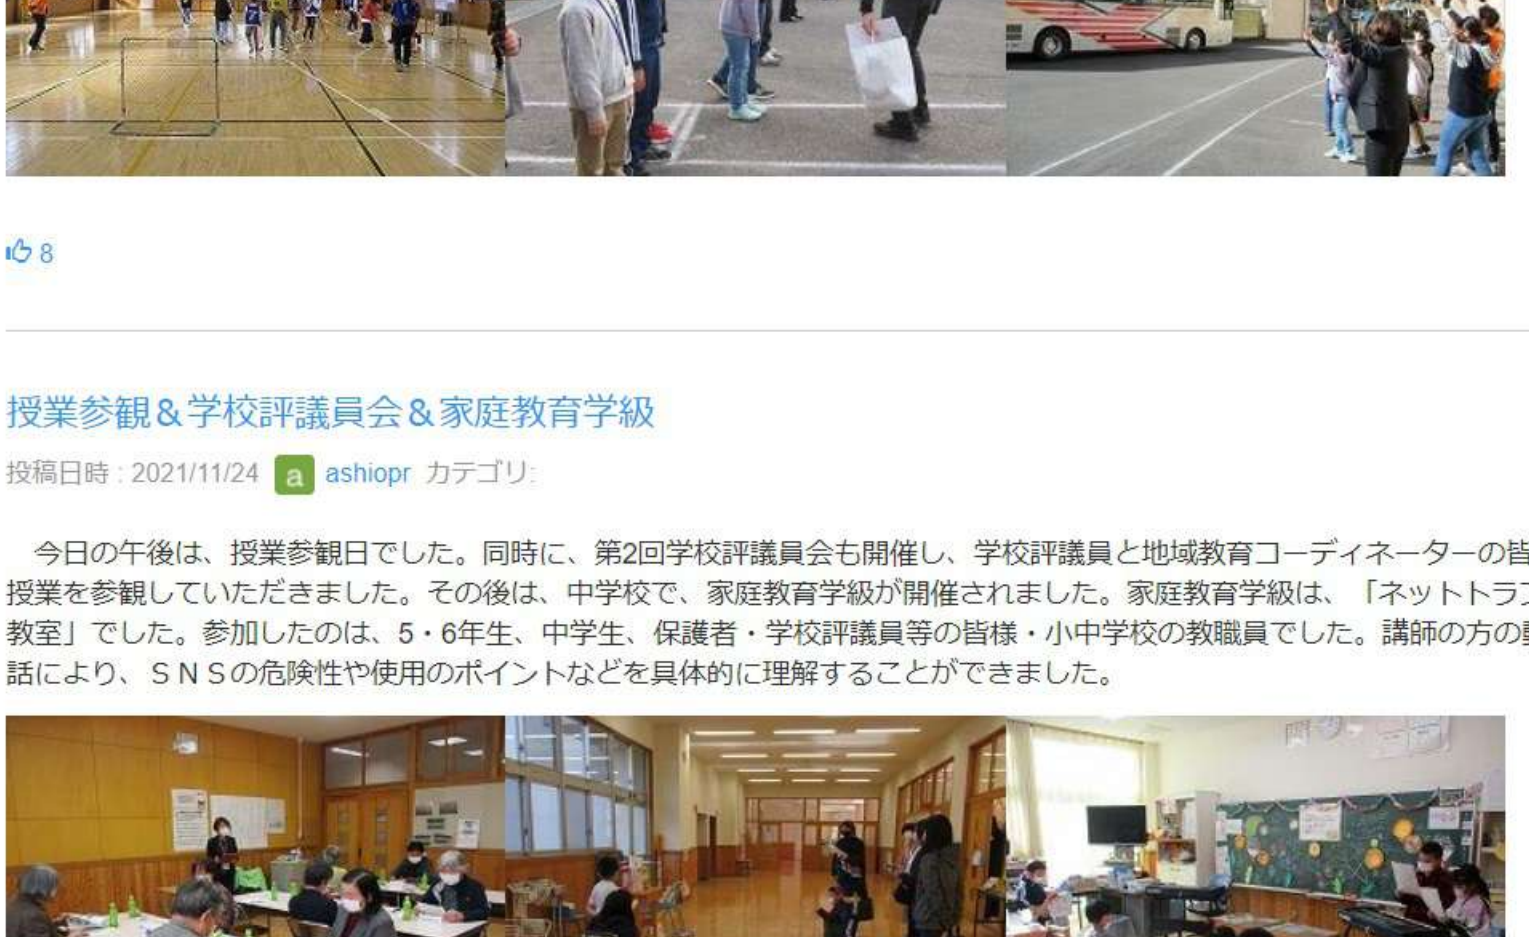 8
授業参観＆学校評議員会＆家庭教育学級
投稿日時 : 2021/11/24 a ashiopr カテゴリ:
今日の午後は、授業参観日でした。同時に、第2回学校評議員会も開催し、学校評議員と地域教育コーディネーターの皆
授業を参観していただきました。その後は、中学校で、家庭教育学級が開催されました。家庭教育学級は、「ネットトラブ
教室」でした。参加したのは、5・6年生、中学生、保護者・学校評議員等の皆様・小中学校の教職員でした。講師の方の
話により、ＳＮＳの危険性や使用のポイントなどを具体的に理解することができました。